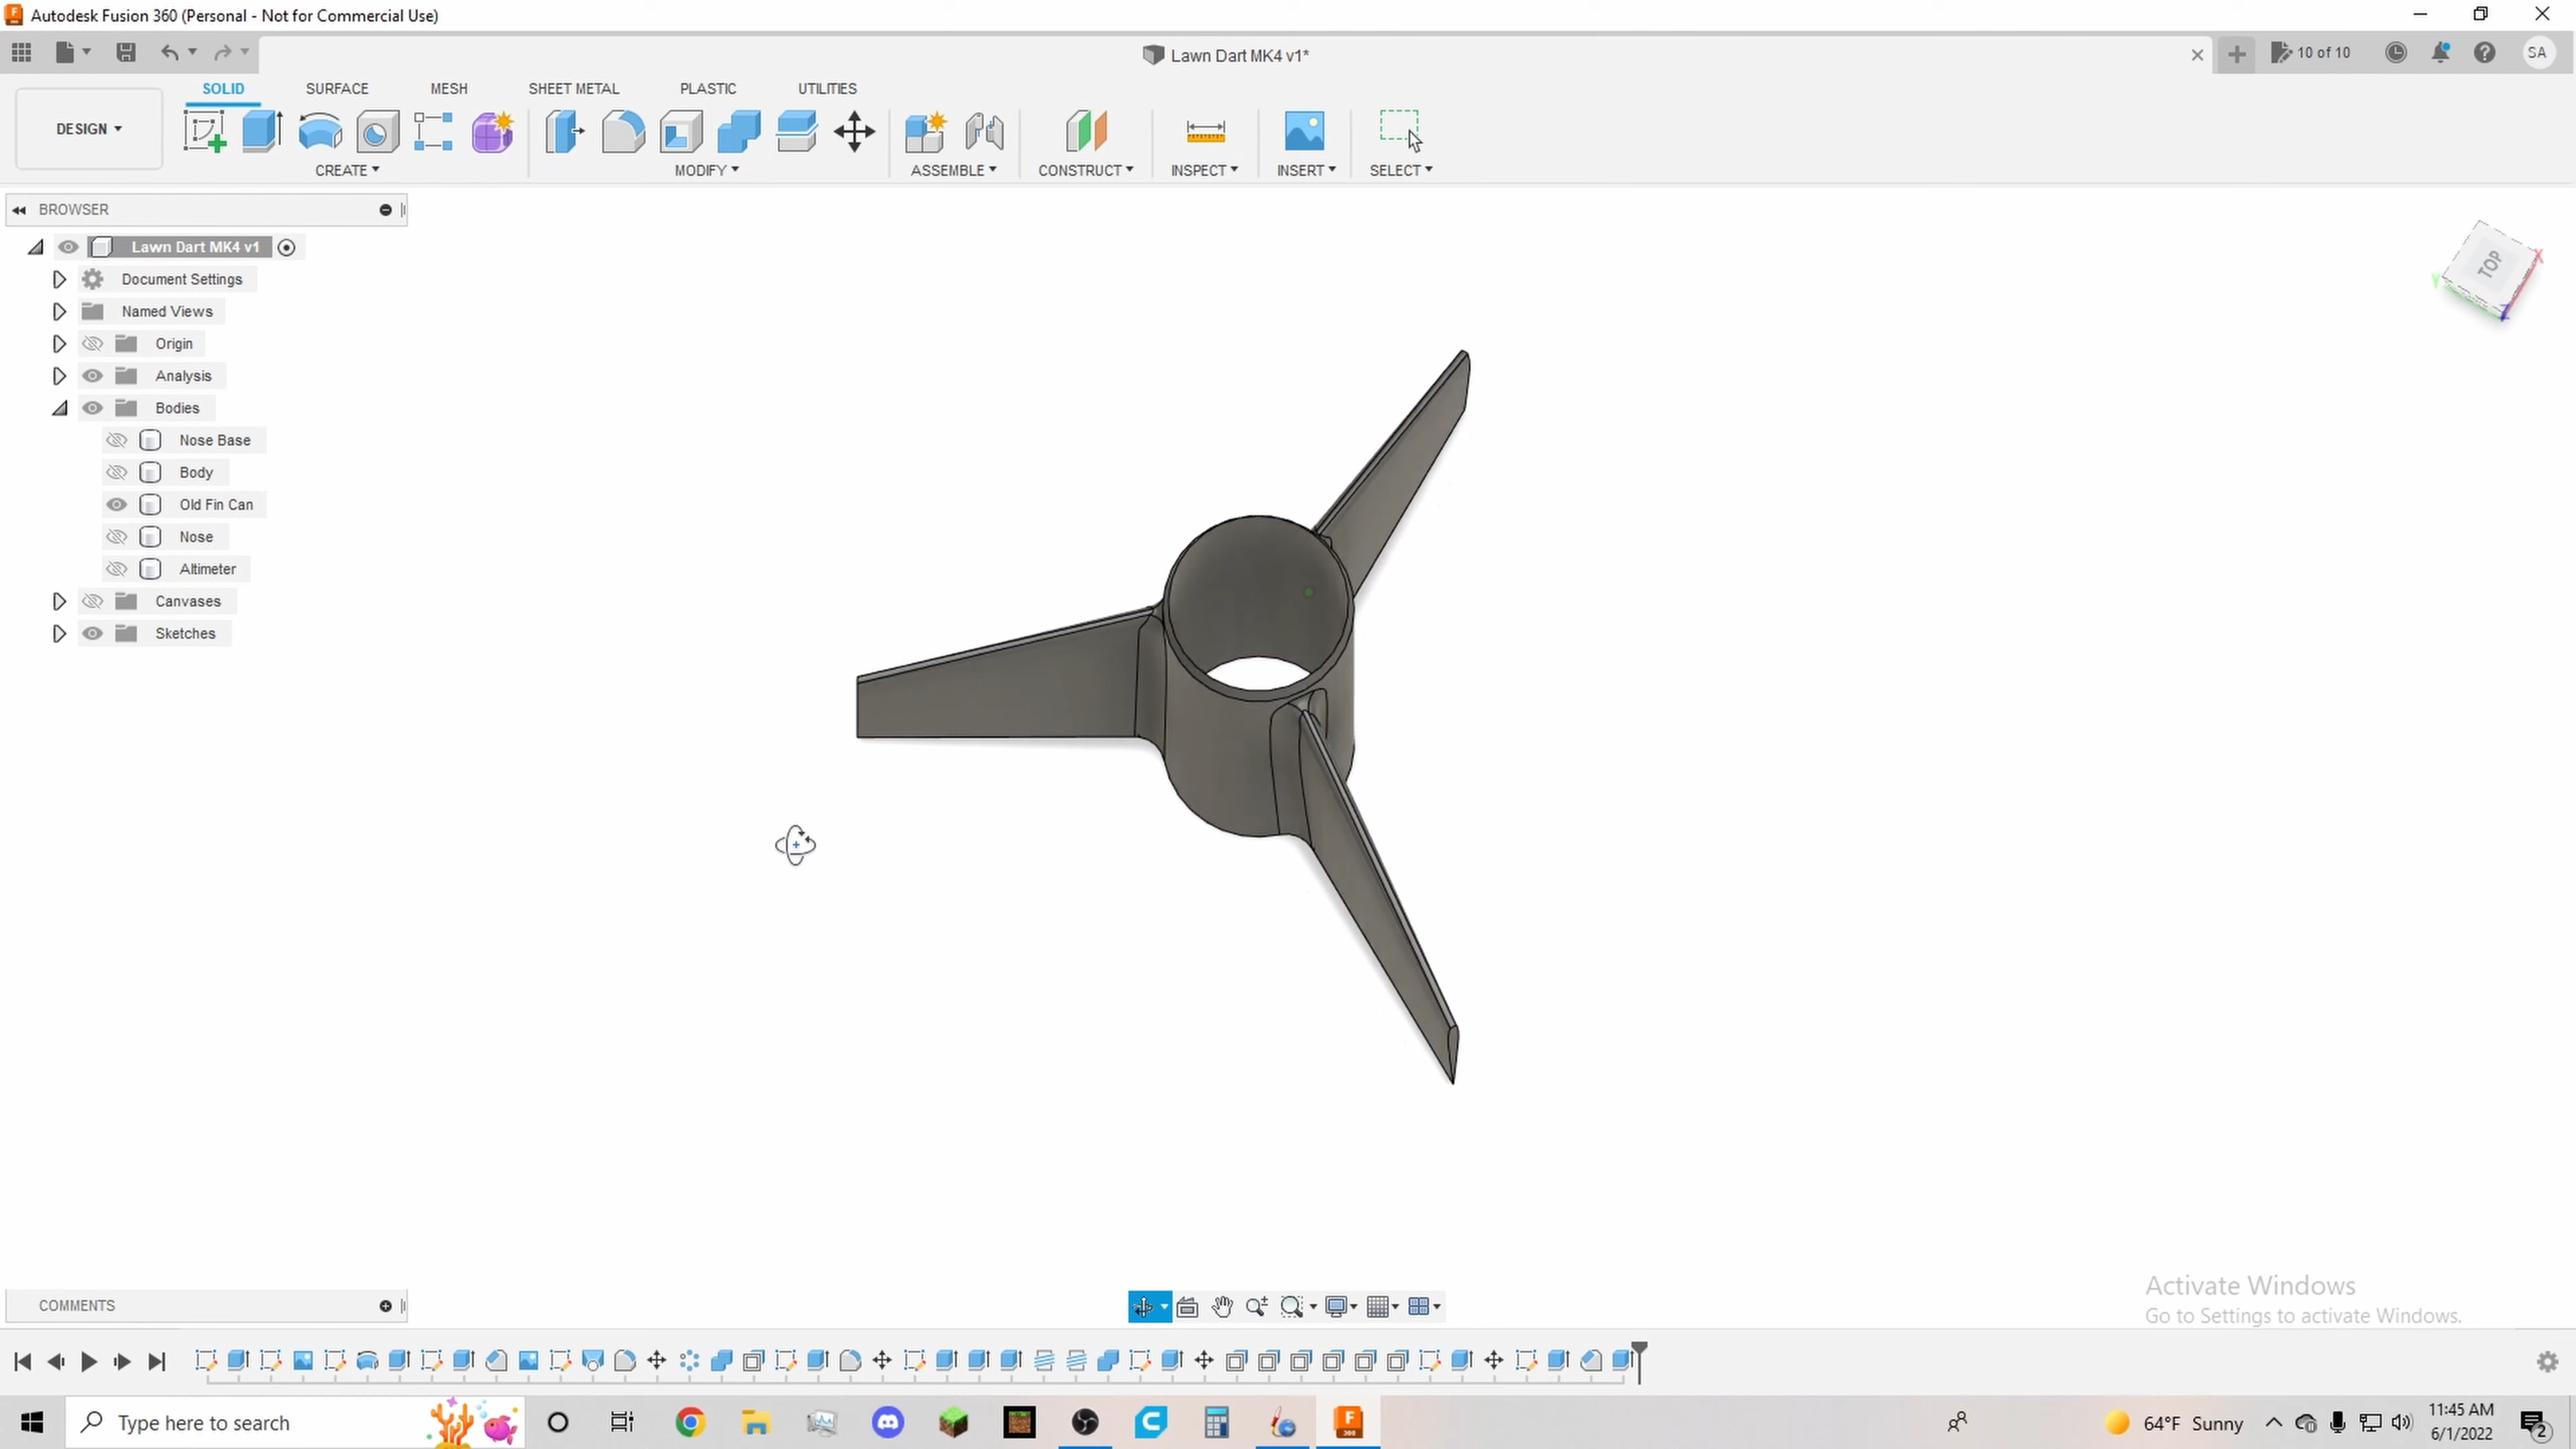 Autodesk Fusion 360 (Personal - Not for Commercial Use)
Lawn Dart MK4 v1*
10 of 10
SA
SOLID SURFACE MESH SHEET METAL PLASTIC UTILITIES
DESIGN
CREATE MODIFY ASSEMBLE CONSTRUCT INSPECT INSERT SELECT
BROWSER
Lawn Dart MK4 v1
Document Settings
Named Views
Origin
Analysis
Bodies
Nose Base
Body
Old Fin Can
Nose
Altimeter
Canvases
Sketches
TOP
X
Y
Z
Activate Windows
Go to Settings to activate Windows.
COMMENTS
Type here to search
F
360
64°F Sunny
11:45 AM
6/1/2022
2